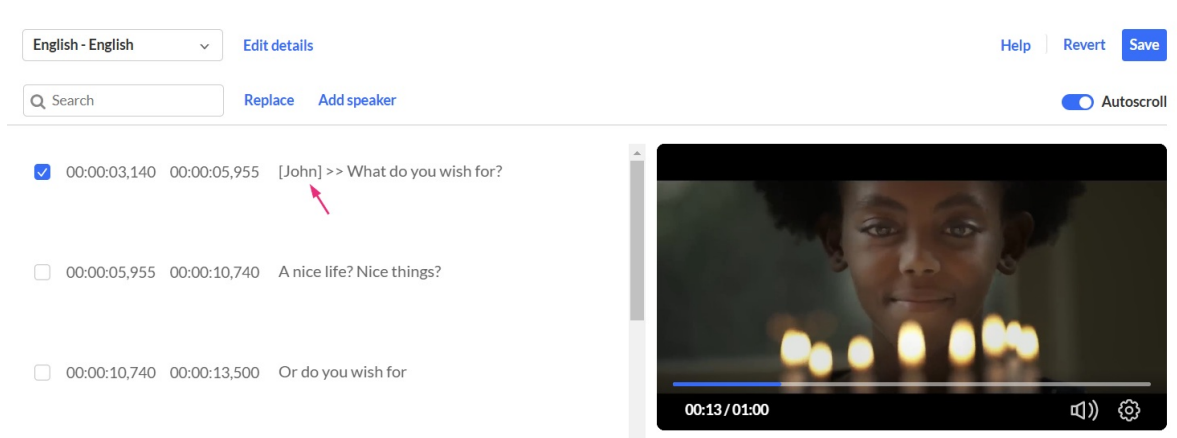 English - English Edit details Help Revert Save
Search Replace Add speaker Autoscroll
00:00:03,140 00:00:05,955 [John] >> What do you wish for?
00:00:05,955 00:00:10,740 A nice life? Nice things?
00:00:10,740 00:00:13,500 Or do you wish for
00:13 / 01:00